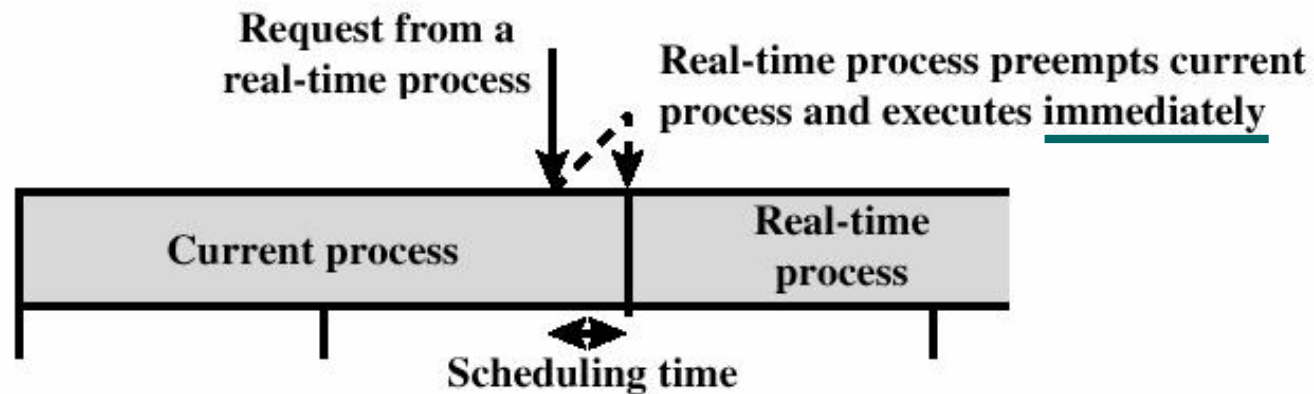 Request from a
real-time process
Real-time process preempts current
process and executes immediately
Current process
Real-time
process
Scheduling time